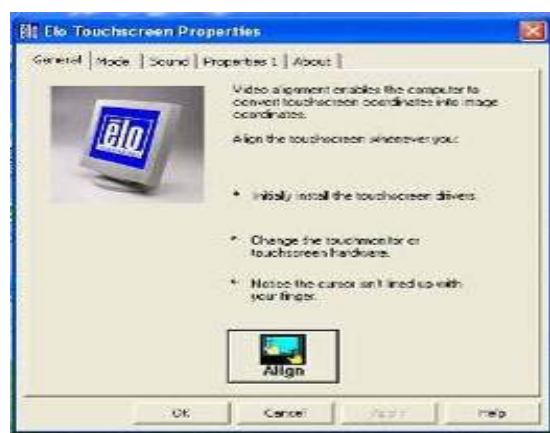 Elo Touchscreen Properties
General Mode Sound Properties 1 About
elo
Video alignment enables the computer to
convert touchscreen coordinates into image
coordinates.
Align the touchscreen whenever you:
* Initially install the touchscreen drivers.
* Change the touchmonitor or
touchscreen hardware.
* Notice the cursor isn't lined up with
your finger.
Align
OK Cancel Apply Help